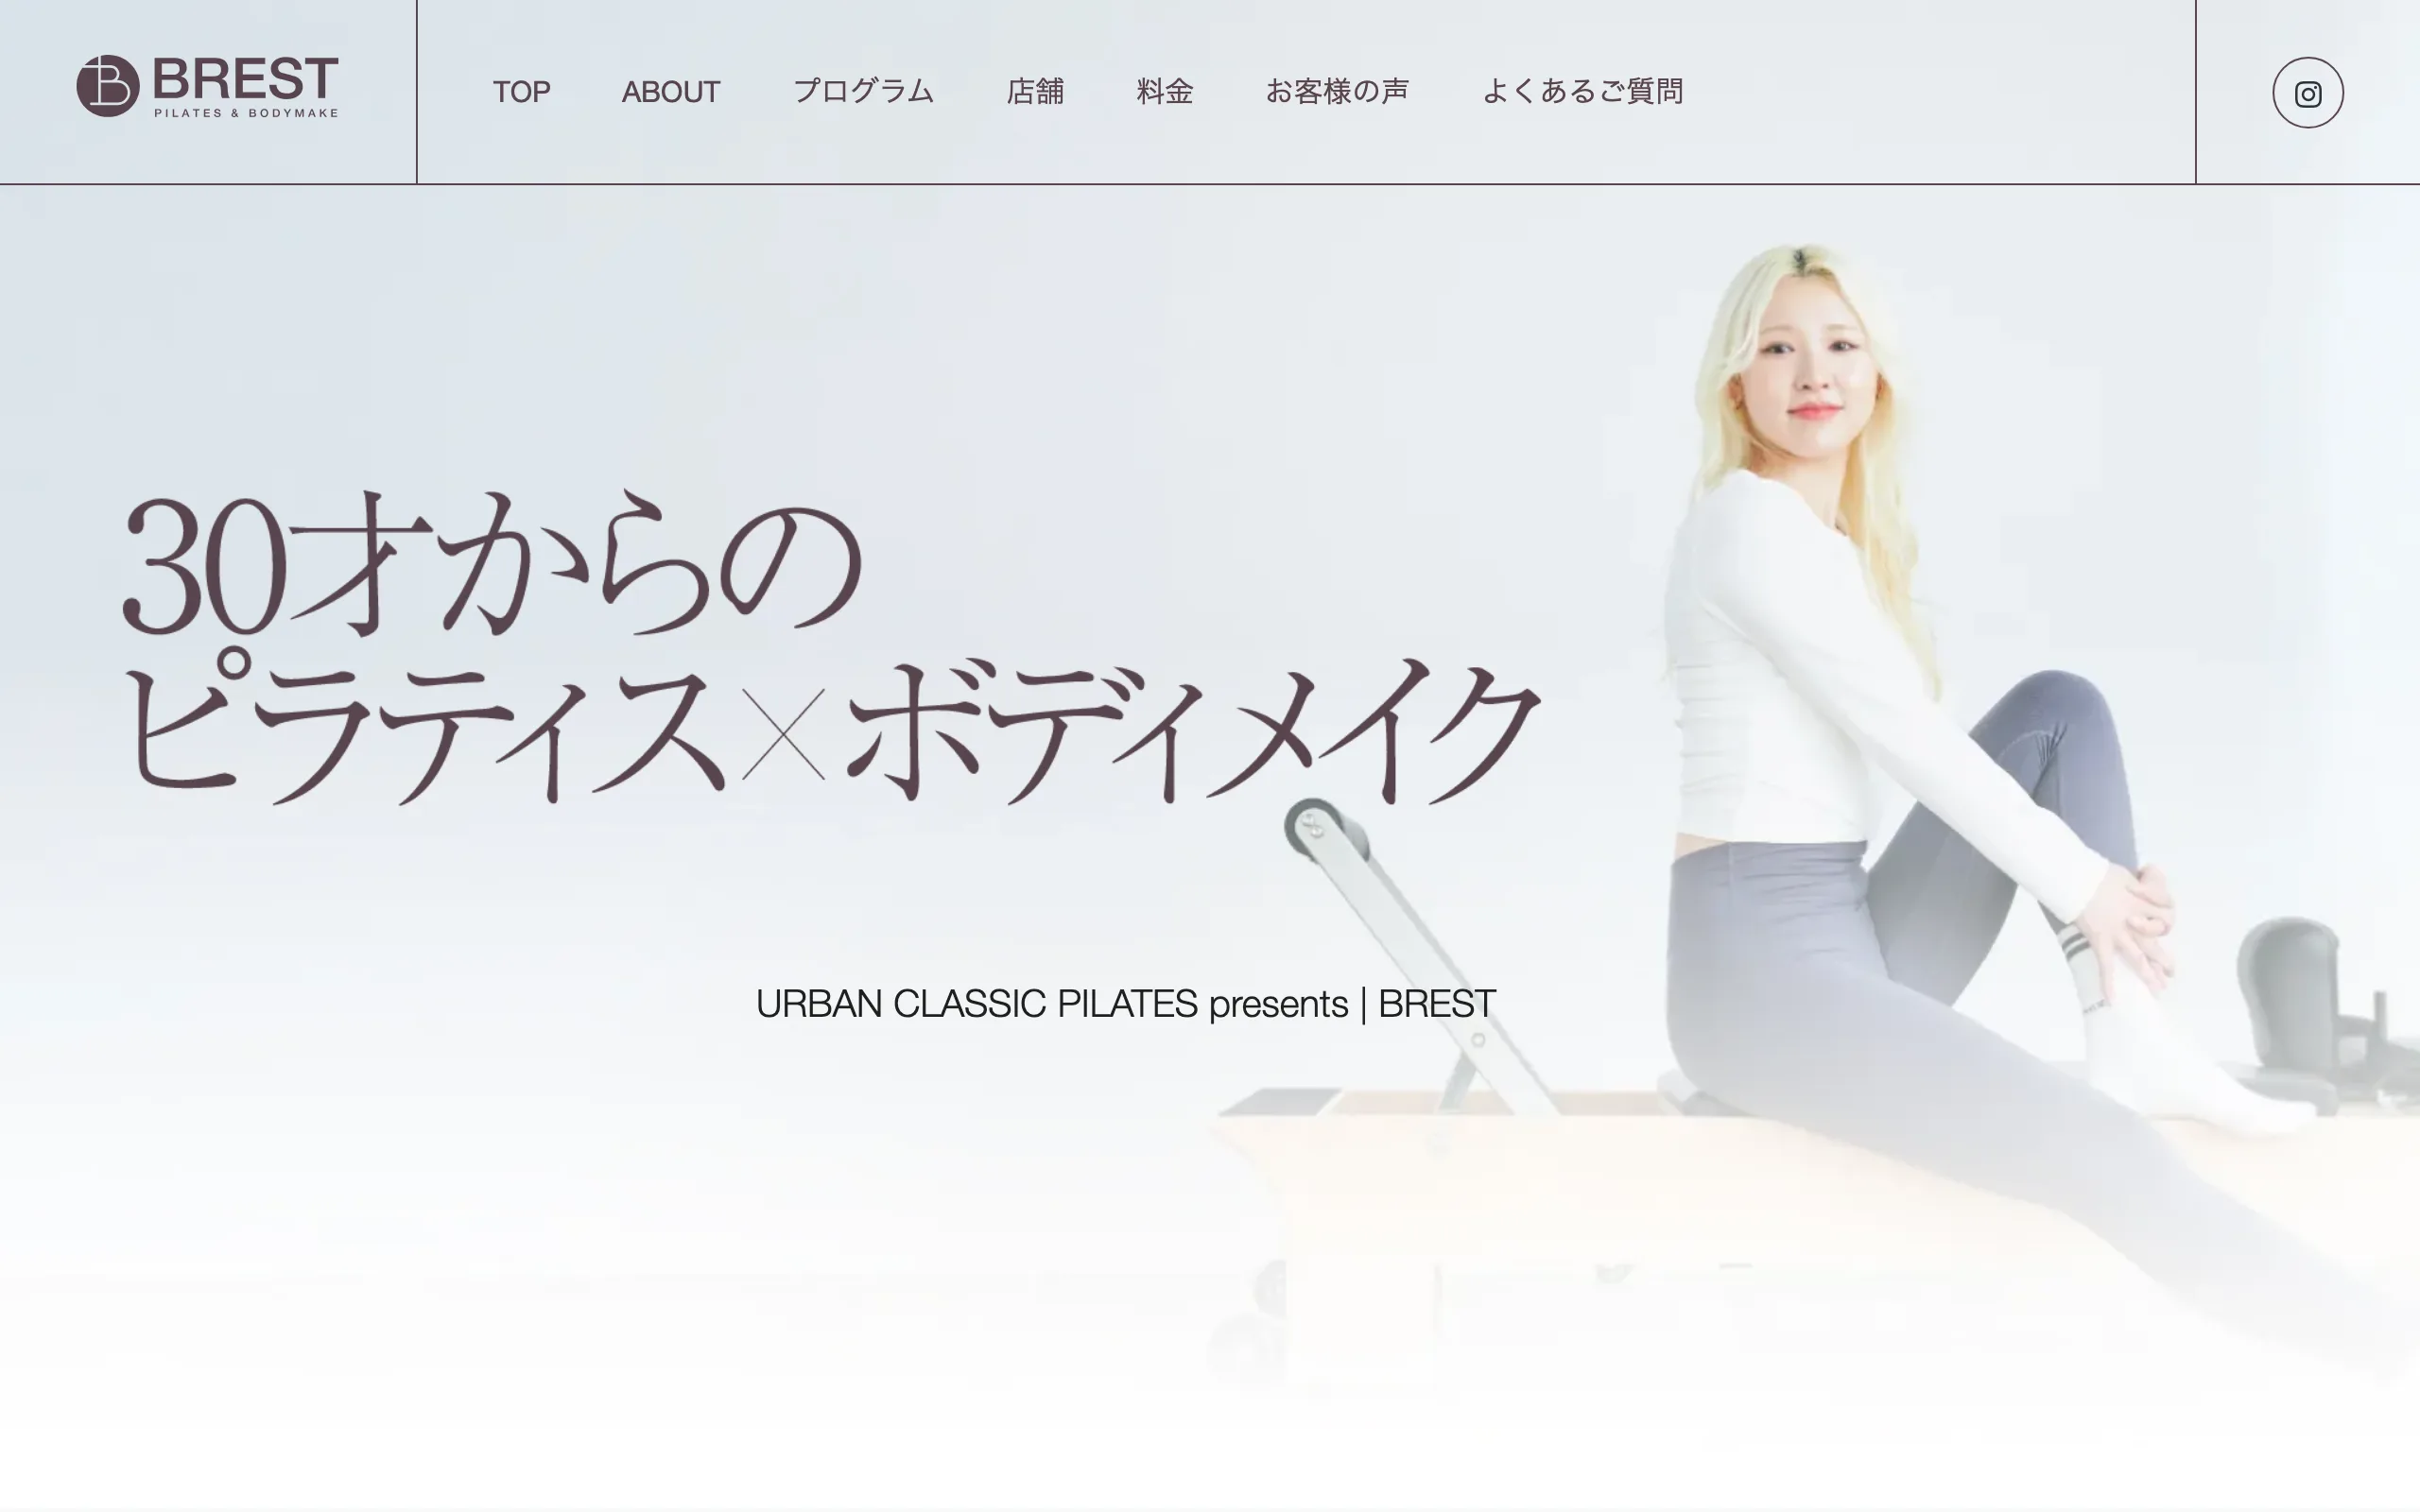 BREST
PILATES & BODYMAKE
TOP ABOUT プログラム 店舗 料金 お客様の声 よくあるご質問
30才からの
ピラティス×ボディメイク
URBAN CLASSIC PILATES presents | BREST